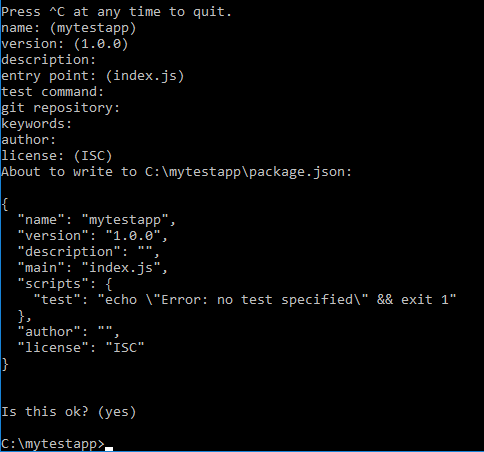 Press ^C at any time to quit.
name: (mytestapp)
version: (1.0.0)
description:
entry point: (index.js)
test command:
git repository:
keywords:
author:
license: (ISC)
About to write to C:\mytestapp\package.json:

{
  "name": "mytestapp",
  "version": "1.0.0",
  "description": "",
  "main": "index.js",
  "scripts": {
    "test": "echo \"Error: no test specified\" && exit 1"
  },
  "author": "",
  "license": "ISC"
}


Is this ok? (yes)

C:\mytestapp>